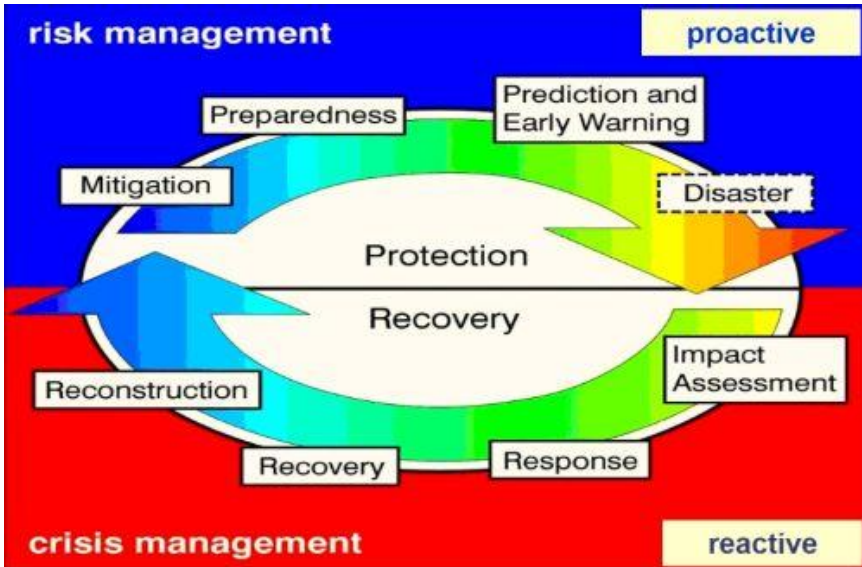 risk management
proactive
Preparedness
Prediction and
Early Warning
Mitigation
Disaster
Protection
Recovery
Impact
Assessment
Reconstruction
Recovery
Response
crisis management
reactive